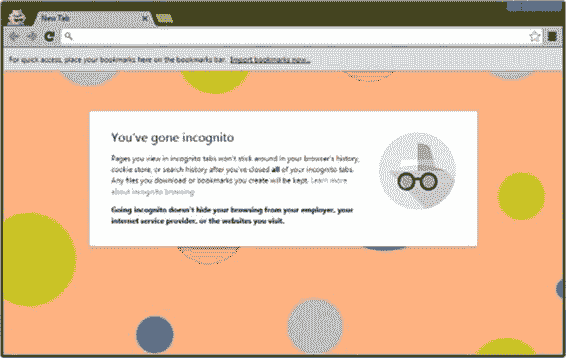 New Tab
For quick access, place your bookmarks here on the bookmarks bar. Import bookmarks now...
You've gone incognito
Pages you view in incognito tabs won't stick around in your browser's history,
cookie store, or search history after you've closed all of your incognito tabs.
Any files you download or bookmarks you create will be kept. Learn more
about incognito browsing
Going incognito doesn't hide your browsing from your employer, your
internet service provider, or the websites you visit.